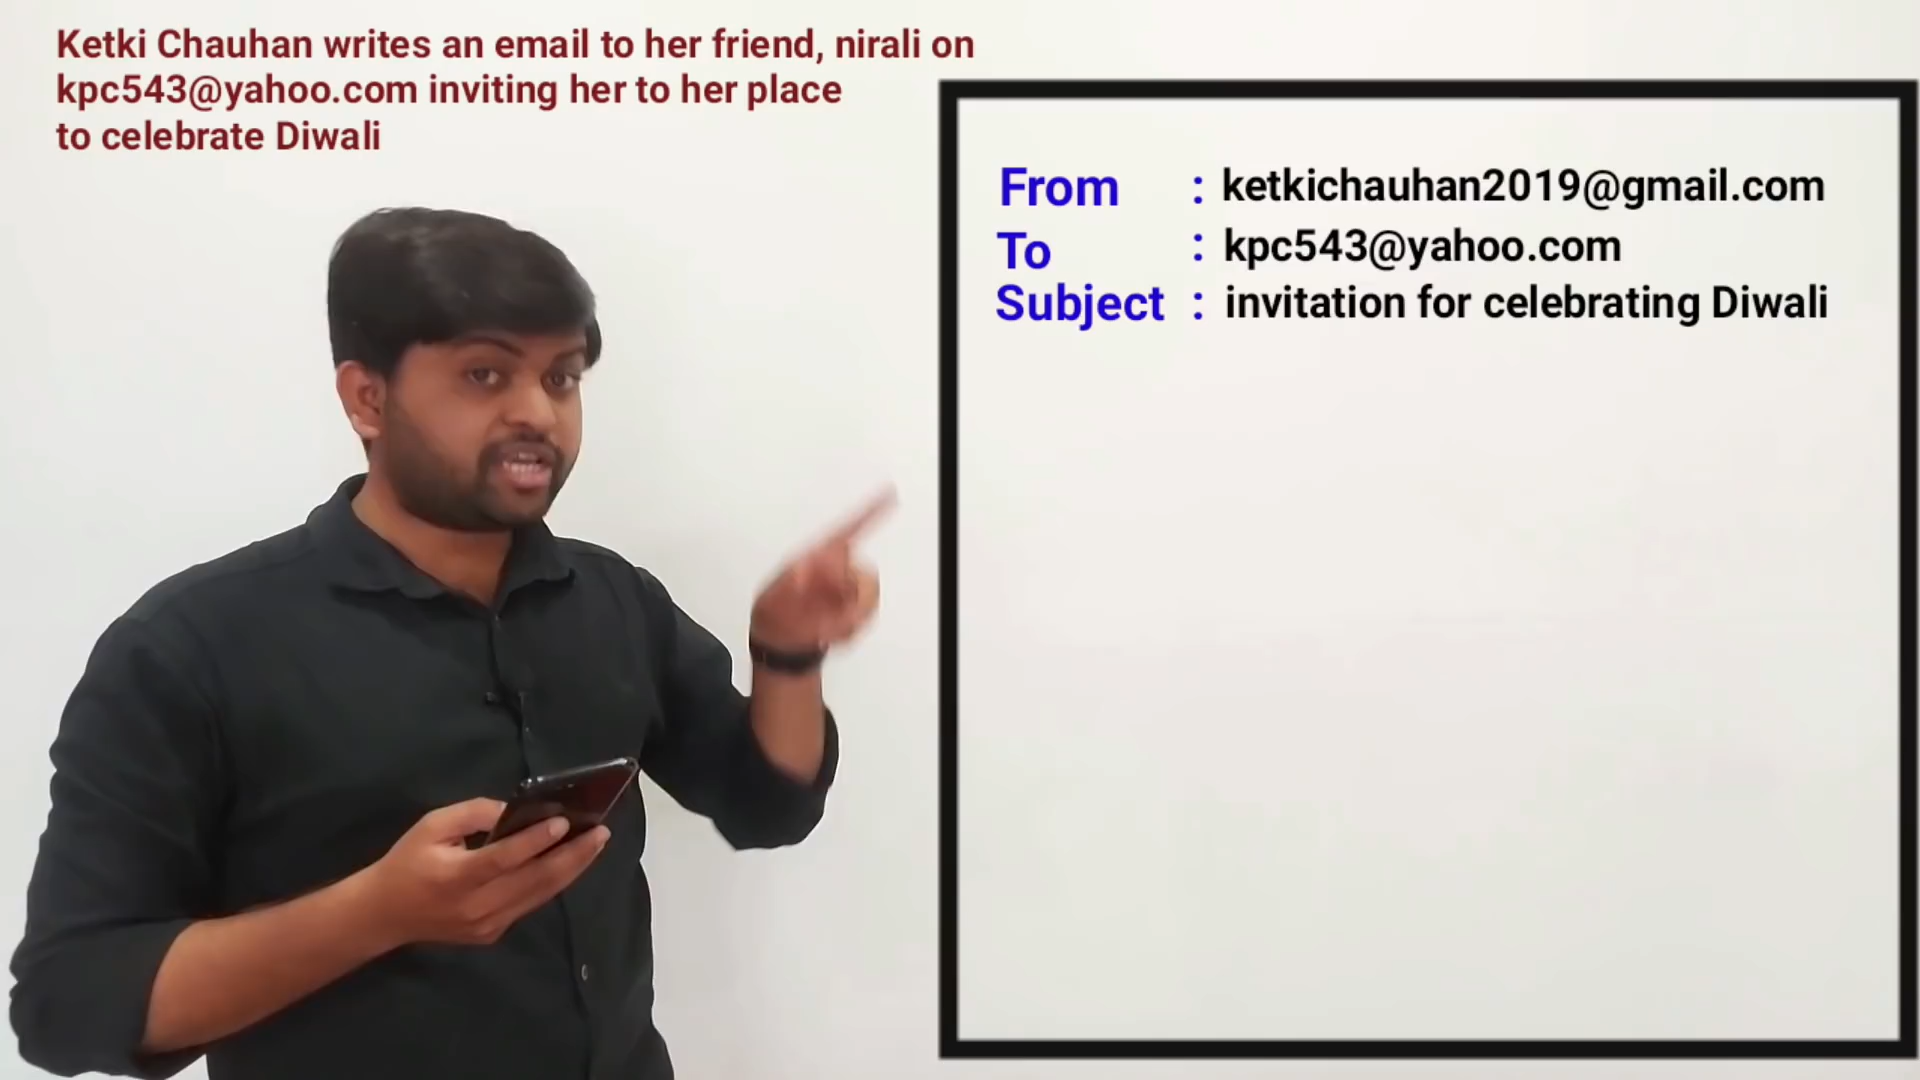 Ketki Chauhan writes an email to her friend, nirali on
kpc543@yahoo.com inviting her to her place
to celebrate Diwali
From : ketkichauhan2019@gmail.com
To : kpc543@yahoo.com
Subject : invitation for celebrating Diwali